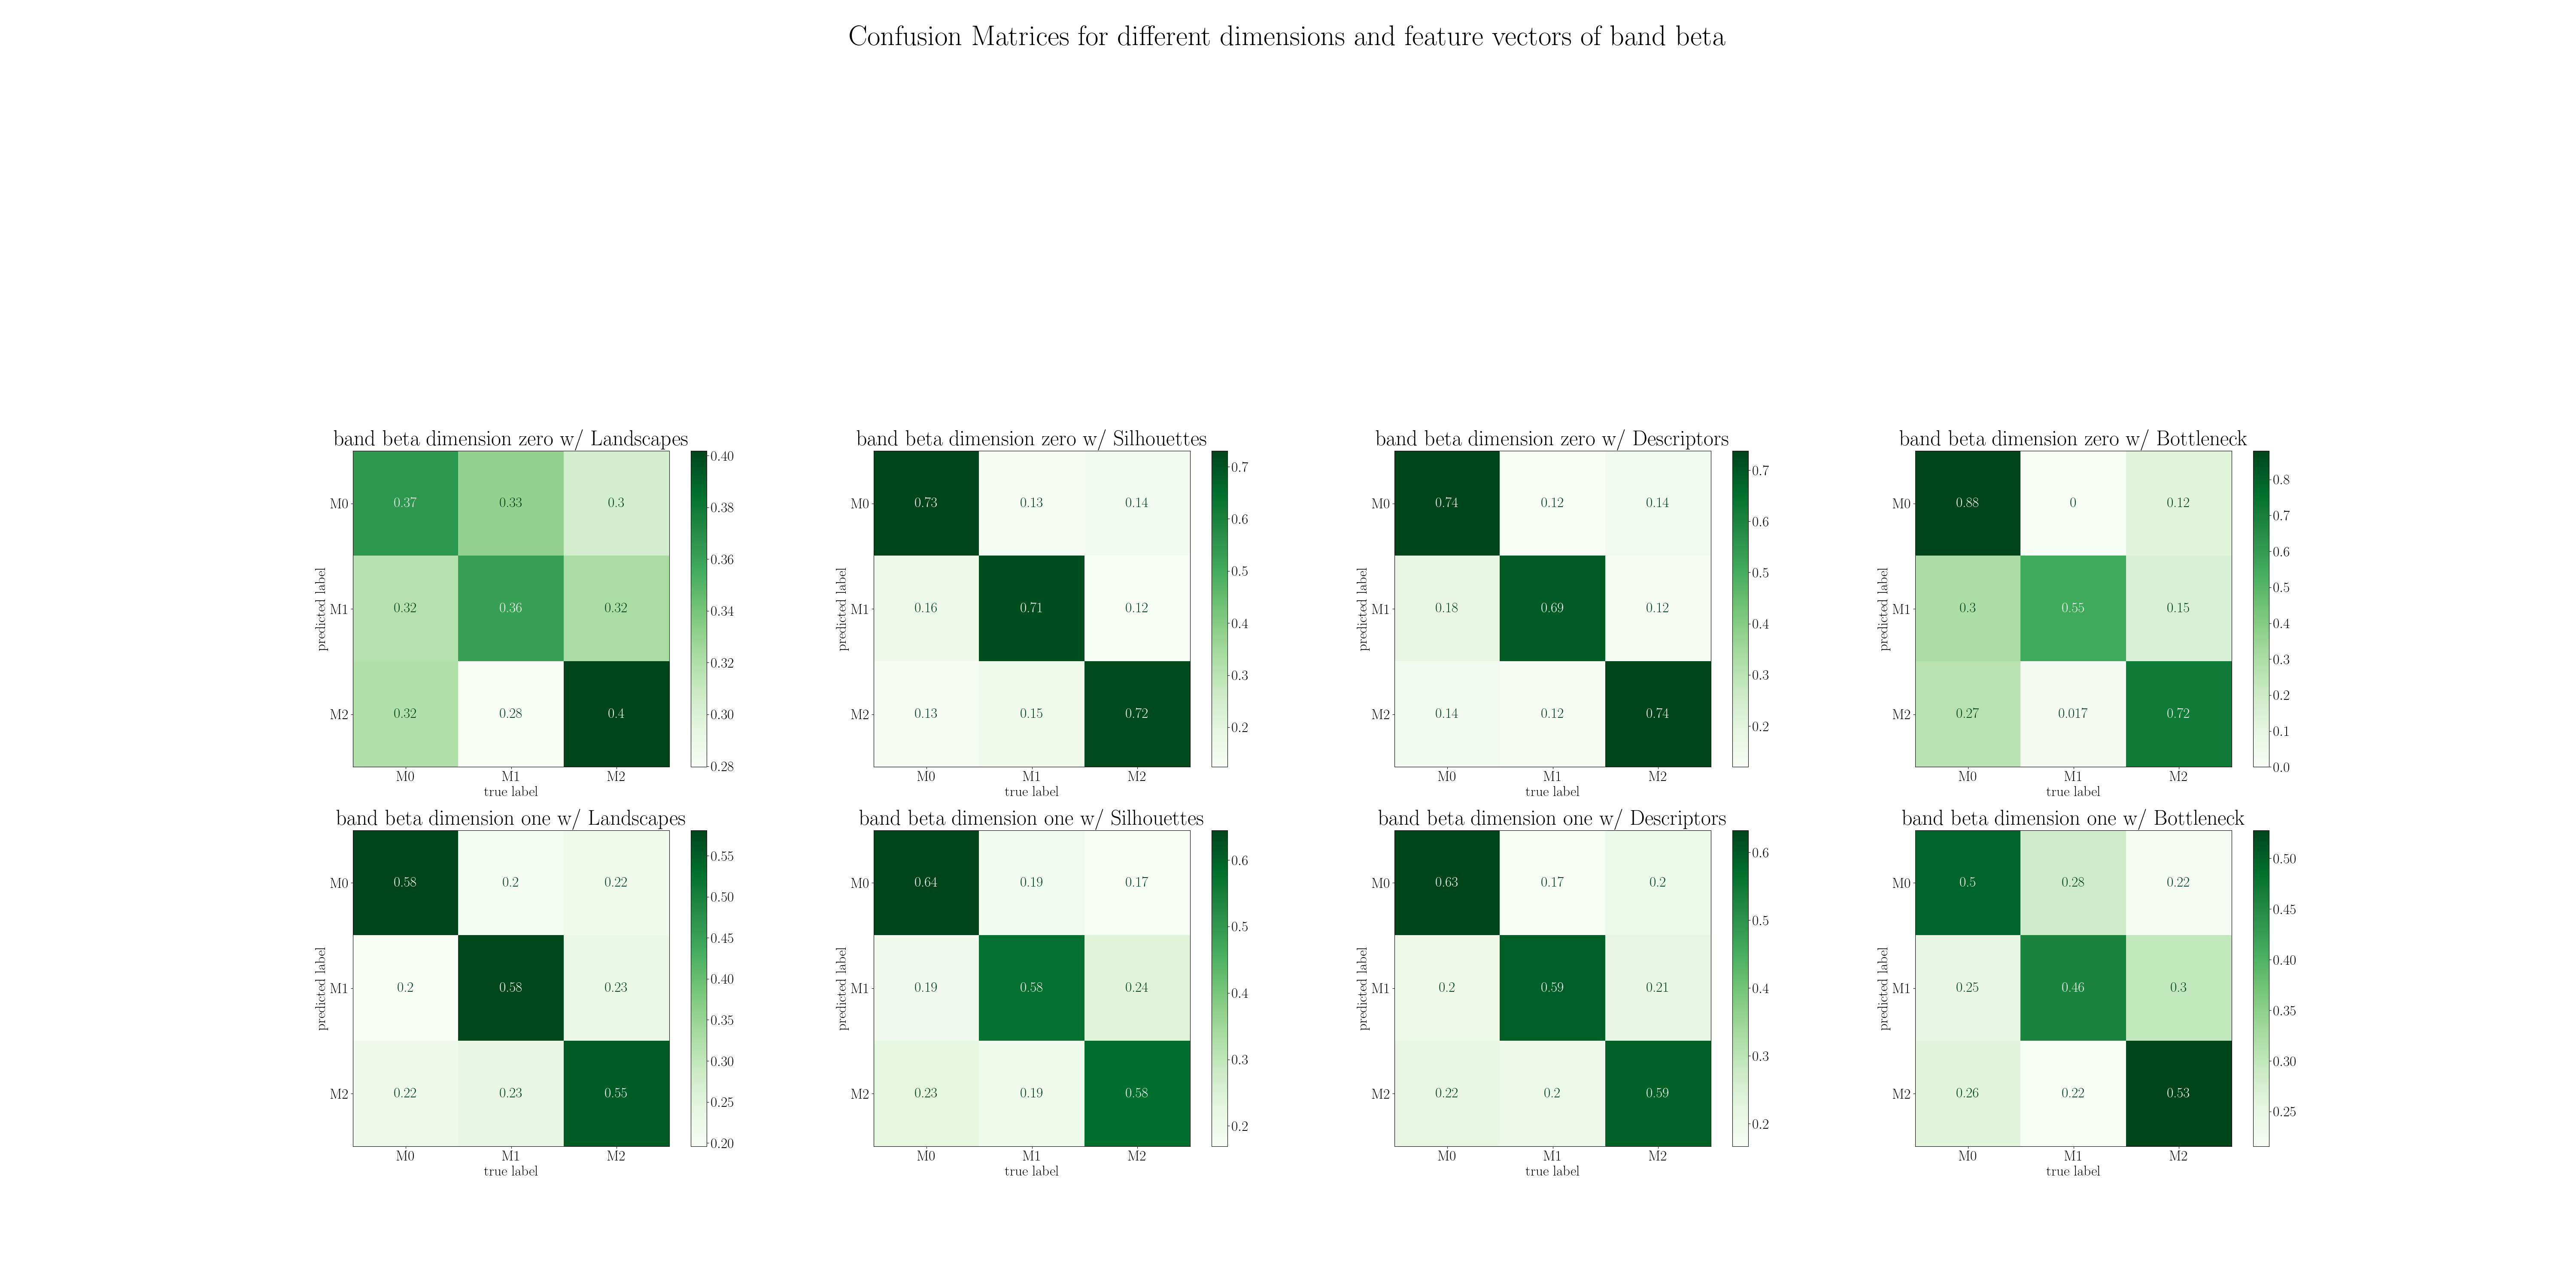 Confusion Matrices for different dimensions and feature vectors of band beta
band beta dimension zero w/ Landscapes
M0 0.37 0.33 0.3
M1 0.32 0.36 0.32
M2 0.32 0.28 0.4
predicted label
M0 M1 M2
true label
0.40
0.38
0.36
0.34
0.32
0.30
0.28
band beta dimension zero w/ Silhouettes
M0 0.73 0.13 0.14
M1 0.16 0.71 0.12
M2 0.13 0.15 0.72
predicted label
M0 M1 M2
true label
0.7
0.6
0.5
0.4
0.3
0.2
band beta dimension zero w/ Descriptors
M0 0.74 0.12 0.14
M1 0.18 0.69 0.12
M2 0.14 0.12 0.74
predicted label
M0 M1 M2
true label
0.7
0.6
0.5
0.4
0.3
0.2
band beta dimension zero w/ Bottleneck
M0 0.88 0 0.12
M1 0.3 0.55 0.15
M2 0.27 0.017 0.72
predicted label
M0 M1 M2
true label
0.8
0.7
0.6
0.5
0.4
0.3
0.2
0.1
0.0
band beta dimension one w/ Landscapes
M0 0.58 0.2 0.22
M1 0.2 0.58 0.23
M2 0.22 0.23 0.55
predicted label
M0 M1 M2
true label
0.55
0.50
0.45
0.40
0.35
0.30
0.25
0.20
band beta dimension one w/ Silhouettes
M0 0.64 0.19 0.17
M1 0.19 0.58 0.24
M2 0.23 0.19 0.58
predicted label
M0 M1 M2
true label
0.6
0.5
0.4
0.3
0.2
band beta dimension one w/ Descriptors
M0 0.63 0.17 0.2
M1 0.2 0.59 0.21
M2 0.22 0.2 0.59
predicted label
M0 M1 M2
true label
0.6
0.5
0.4
0.3
0.2
band beta dimension one w/ Bottleneck
M0 0.5 0.28 0.22
M1 0.25 0.46 0.3
M2 0.26 0.22 0.53
predicted label
M0 M1 M2
true label
0.50
0.45
0.40
0.35
0.30
0.25